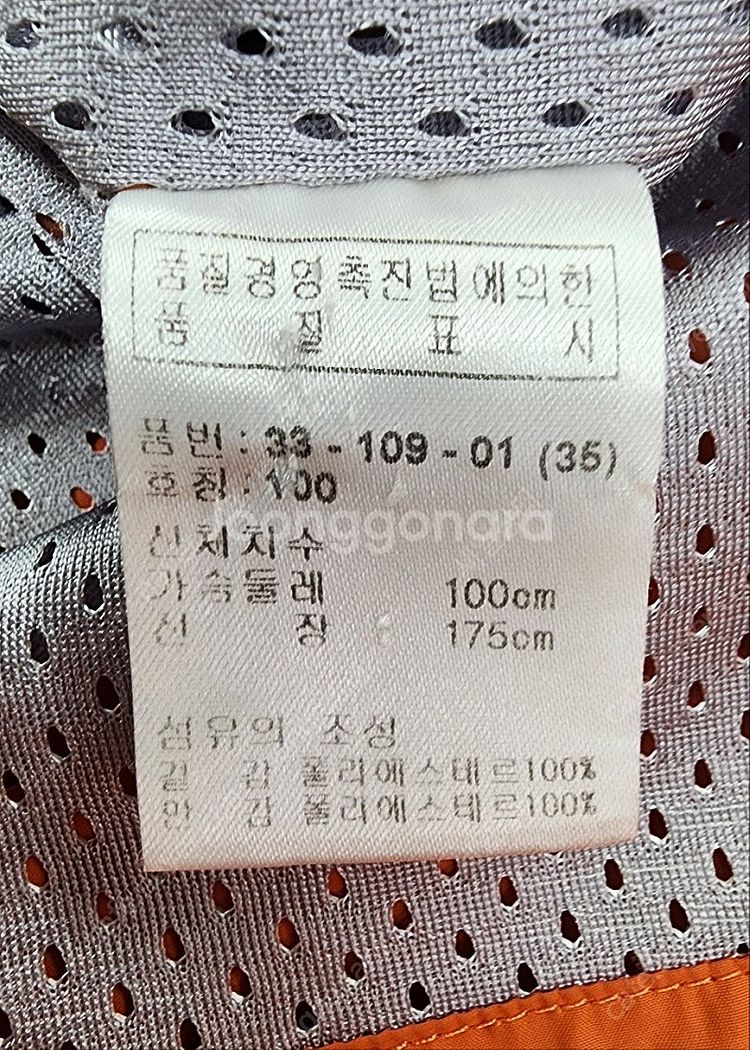 품질경영촉진법에의한
품 질 표 시
품번 : 33 - 109 - 01 (35)
호칭 : 100
신체치수
가슴둘레 100cm
신 장 175cm
joonggonara
섬유의 조성
겉 감 폴리에스테르100%
안 감 폴리에스테르100%